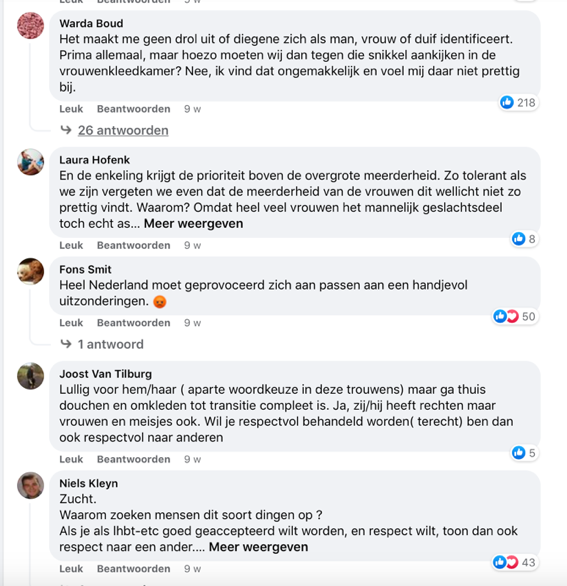 Warda Boud
Het maakt me geen drol uit of diegene zich als man, vrouw of duif identificeert.
Prima allemaal, maar hoezo moeten wij dan tegen die snikkel aankijken in de
vrouwenkleedkamer? Nee, ik vind dat ongemakkelijk en voel mij daar niet prettig
bij.
Leuk Beantwoorden 9 w
218
26 antwoorden
Laura Hofenk
En de enkeling krijgt de prioriteit boven de overgrote meerderheid. Zo tolerant als
we zijn vergeten we even dat de meerderheid van de vrouwen dit wellicht niet zo
prettig vindt. Waarom? Omdat heel veel vrouwen het mannelijk geslachtsdeel
toch echt as... Meer weergeven
Leuk Beantwoorden 9 w
8
Fons Smit
Heel Nederland moet geprovoceerd zich aan passen aan een handjevol
uitzonderingen. 😡
Leuk Beantwoorden 9 w
50
1 antwoord
Joost Van Tilburg
Lullig voor hem/haar ( aparte woordkeuze in deze trouwens) maar ga thuis
douchen en omkleden tot transitie compleet is. Ja, zij/hij heeft rechten maar
vrouwen en meisjes ook. Wil je respectvol behandeld worden( terecht) ben dan
ook respectvol naar anderen
Leuk Beantwoorden 9 w
5
Niels Kleyn
Zucht.
Waarom zoeken mensen dit soort dingen op ?
Als je als lhbt-etc goed geaccepteerd wilt worden, en respect wilt, toon dan ook
respect naar een ander.... Meer weergeven
Leuk Beantwoorden 9 w
43